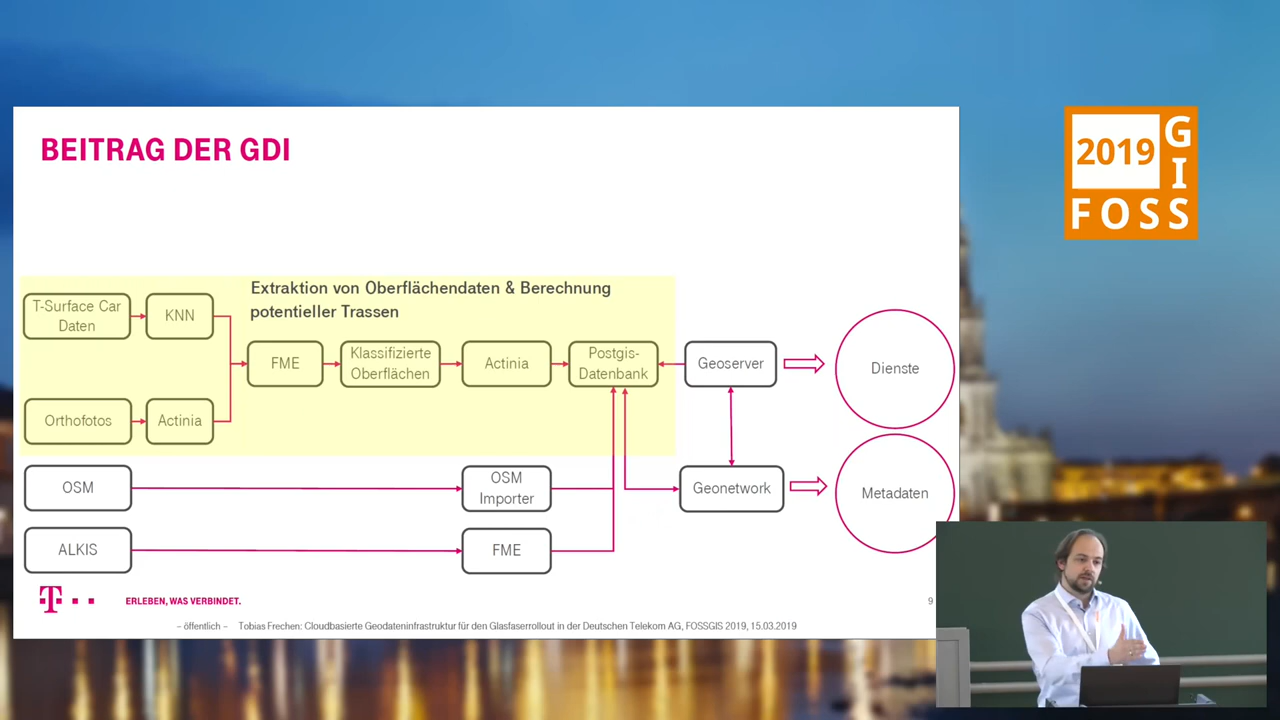 BEITRAG DER GDI
2019
G
I
FOSS
Extraktion von Oberflächendaten & Berechnung
potentieller Trassen
T-Surface Car
Daten
KNN
FME
Klassifizierte
Oberflächen
Actinia
Postgis-
Datenbank
Geoserver
Dienste
Orthofotos
Actinia
OSM
OSM
Importer
Geonetwork
Metadaten
ALKIS
FME
T
ERLEBEN, WAS VERBINDET.
9
– öffentlich – Tobias Frechen: Cloudbasierte Geodateninfrastruktur für den Glasfaserrollout in der Deutschen Telekom AG, FOSSGIS 2019, 15.03.2019